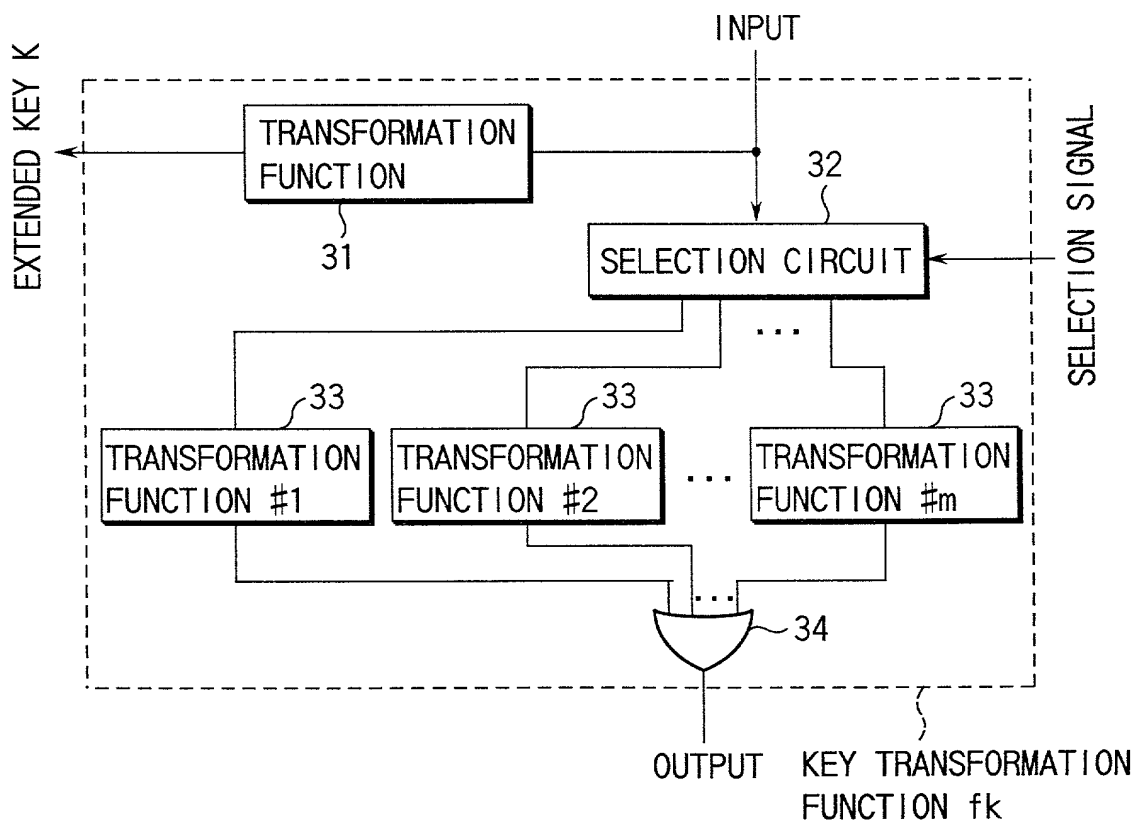 INPUT
EXTENDED KEY K
TRANSFORMATION
FUNCTION
31
32
SELECTION CIRCUIT
SELECTION SIGNAL
...
33
33
33
TRANSFORMATION
FUNCTION #1
TRANSFORMATION
FUNCTION #2
...
TRANSFORMATION
FUNCTION #m
...
34
OUTPUT
KEY TRANSFORMATION
FUNCTION fk